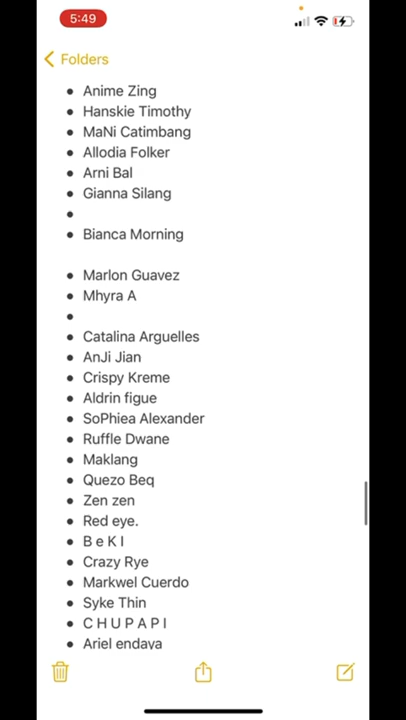 5:49
Folders
Anime Zing
Hanskie Timothy
MaNi Catimbang
Allodia Folker
Arni Bal
Gianna Silang
Bianca Morning
Marlon Guavez
Mhyra A
Catalina Arguelles
AnJi Jian
Crispy Kreme
Aldrin figue
SoPhiea Alexander
Ruffle Dwane
Maklang
Quezo Beq
Zen zen
Red eye.
B e K I
Crazy Rye
Markwel Cuerdo
Syke Thin
C H U P A P I
Ariel endaya